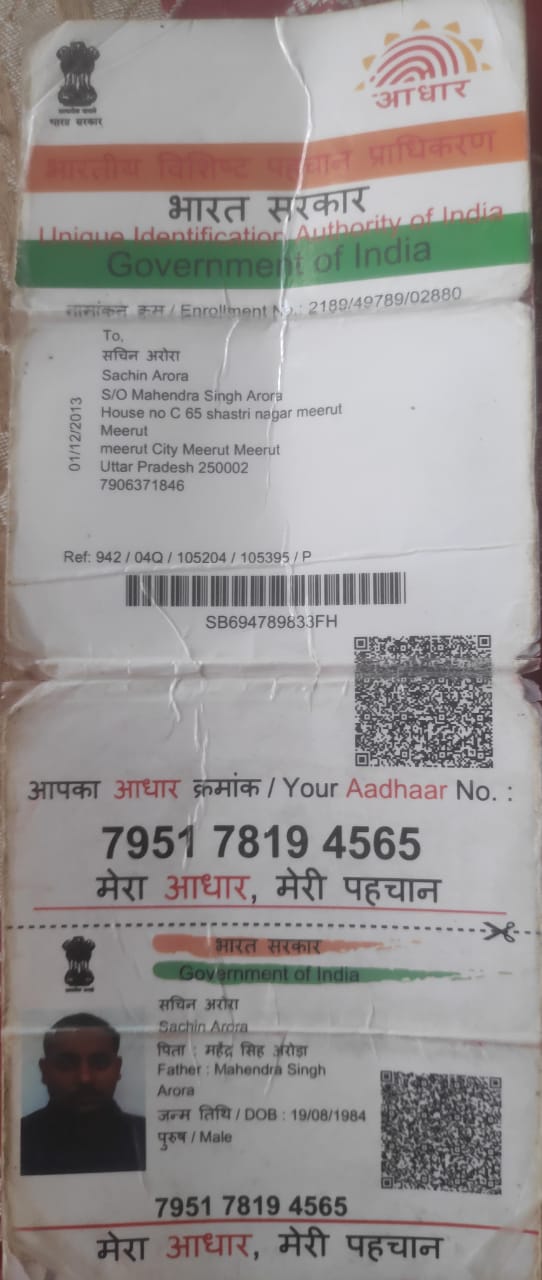 भारत सरकार
आधार
भारतीय विशिष्ट पहचान प्राधिकरण
भारत सरकार
Unique Identification Authority of India
Government of India
नामांकन क्रम / Enrollment No.: 2189/49789/02880
To,
सचिन अरोरा
Sachin Arora
S/O Mahendra Singh Arora
House no C 65 shastri nagar meerut
Meerut
meerut City Meerut Meerut
Uttar Pradesh 250002
7906371846
01/12/2013
Ref: 942 / 04Q / 105204 / 105395 / P
SB694789833FH
आपका आधार क्रमांक / Your Aadhaar No. :
7951 7819 4565
मेरा आधार, मेरी पहचान
भारत सरकार
Government of India
सचिन अरोरा
Sachin Arora
पिता : महेंद्र सिंह अरोड़ा
Father : Mahendra Singh
Arora
जन्म तिथि / DOB : 19/08/1984
पुरुष / Male
7951 7819 4565
मेरा आधार, मेरी पहचान